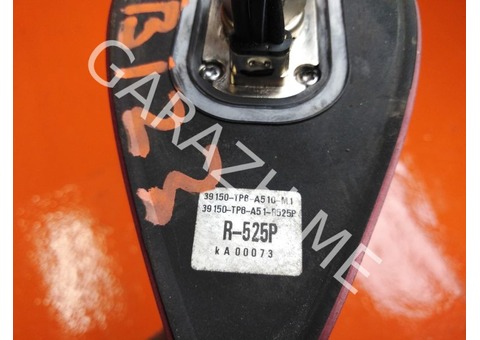 39150-TP6-A510-M1
39150-TP6-A51-R525P
R-525P
kA00073
GARAZH.ME